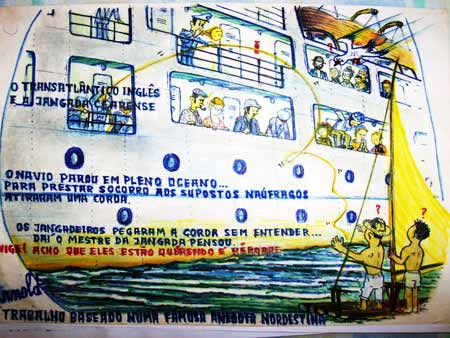 O TRANSATLÂNTICO INGLÊS
E A JANGADA CEARENSE
O NAVIO PAROU EM PLENO OCEANO...
PARA PRESTAR SOCORRO AOS SUPOSTOS NAÚFRAGOS
ATIRARAM UMA CORDA.
OS JANGADEIROS PEGARAM A CORDA SEM ENTENDER...
DAÍ O MESTRE DA JANGADA PENSOU.
VIGE! ACHO QUE ELES ESTÃO QUERENDO É REBOQUE.
? ?
TRABALHO BASEADO NUMA FAMOSA ANEDOTA NORDESTINA